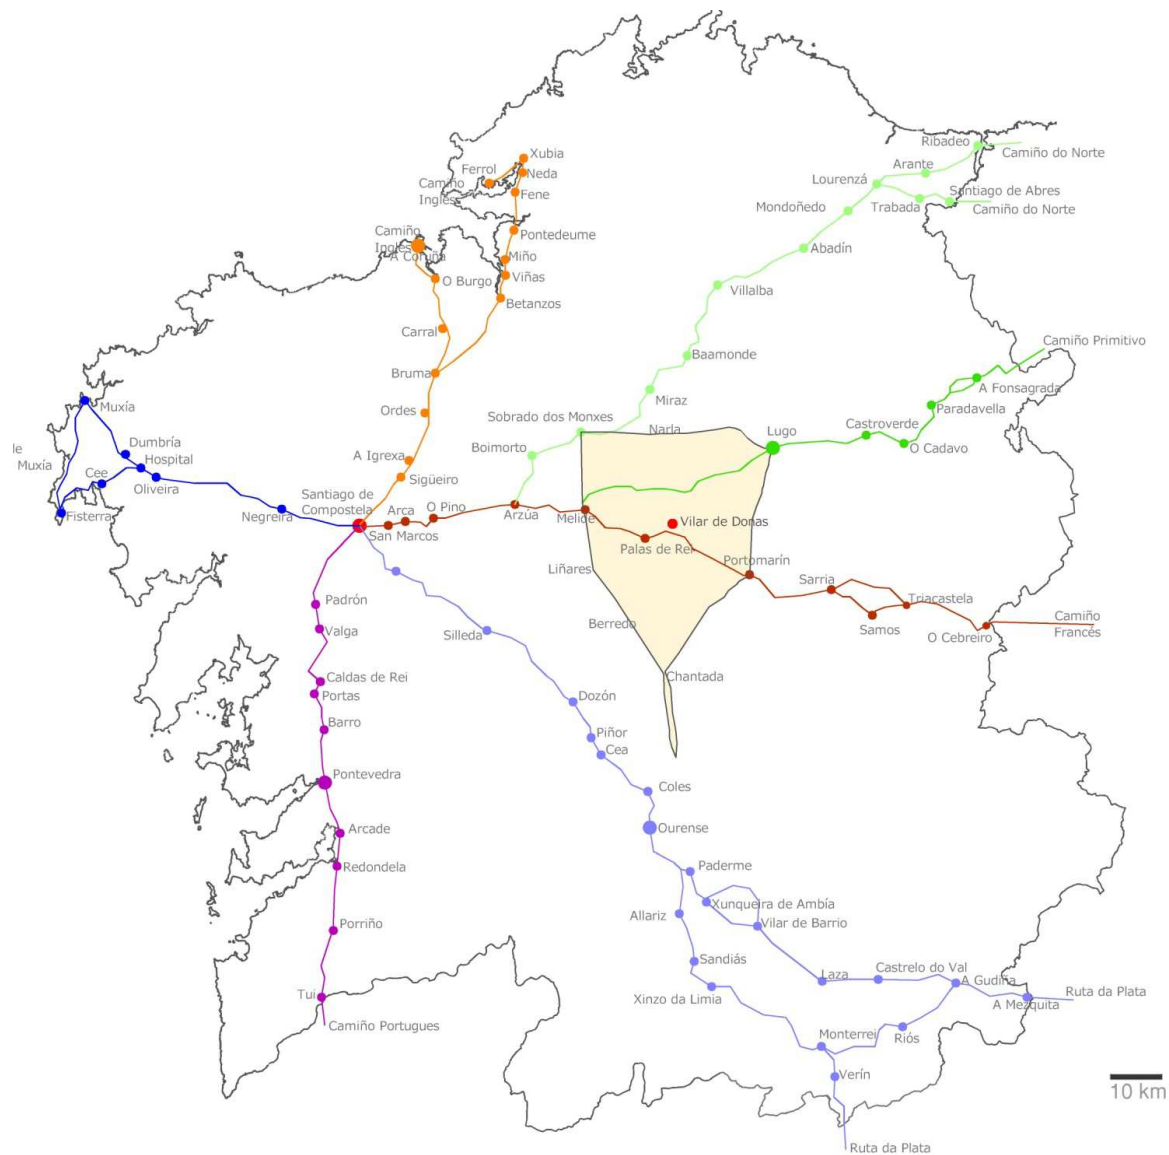 Xubia
Ferrol
Neda
Camiño
Ingles
Fene
Pontedeume
Camiño
Ingles
A Coruña
Miño
O Burgo
Viñas
Betanzos
Carral
Bruma
Ordes
A Igrexa
Sigüeiro
Ribadeo
Camiño do Norte
Arante
Lourenzá
Santiago de Abres
Trabada
Camiño do Norte
Mondoñedo
Abadín
Villalba
Baamonde
Miraz
Sobrado dos Monxes
Narla
Boimorto
Camiño Primitivo
A Fonsagrada
Paradavella
Castroverde
O Cadavo
Lugo
Muxía
Dumbría
Hospital
le
Muxía
Cee
Oliveira
Fisterra
Negreira
Santiago de
Compostela
Arca
O Pino
San Marcos
Arzúa
Melide
Vilar de Donas
Palas de Rei
Portomarín
Liñares
Sarria
Triacastela
Samos
O Cebreiro
Camiño
Francés
Berredo
Chantada
Padrón
Valga
Silleda
Caldas de Rei
Portas
Barro
Dozón
Piñor
Cea
Pontevedra
Coles
Arcade
Ourense
Redondela
Paderme
Xunqueira de Ambía
Allariz
Vilar de Barrio
Porriño
Sandiás
Laza
Castrelo do Val
A Gudiña
Xinzo da Limia
Tui
A Mezquita
Ruta da Plata
Camiño Portugues
Monterrei
Riós
Verín
10 km
Ruta da Plata